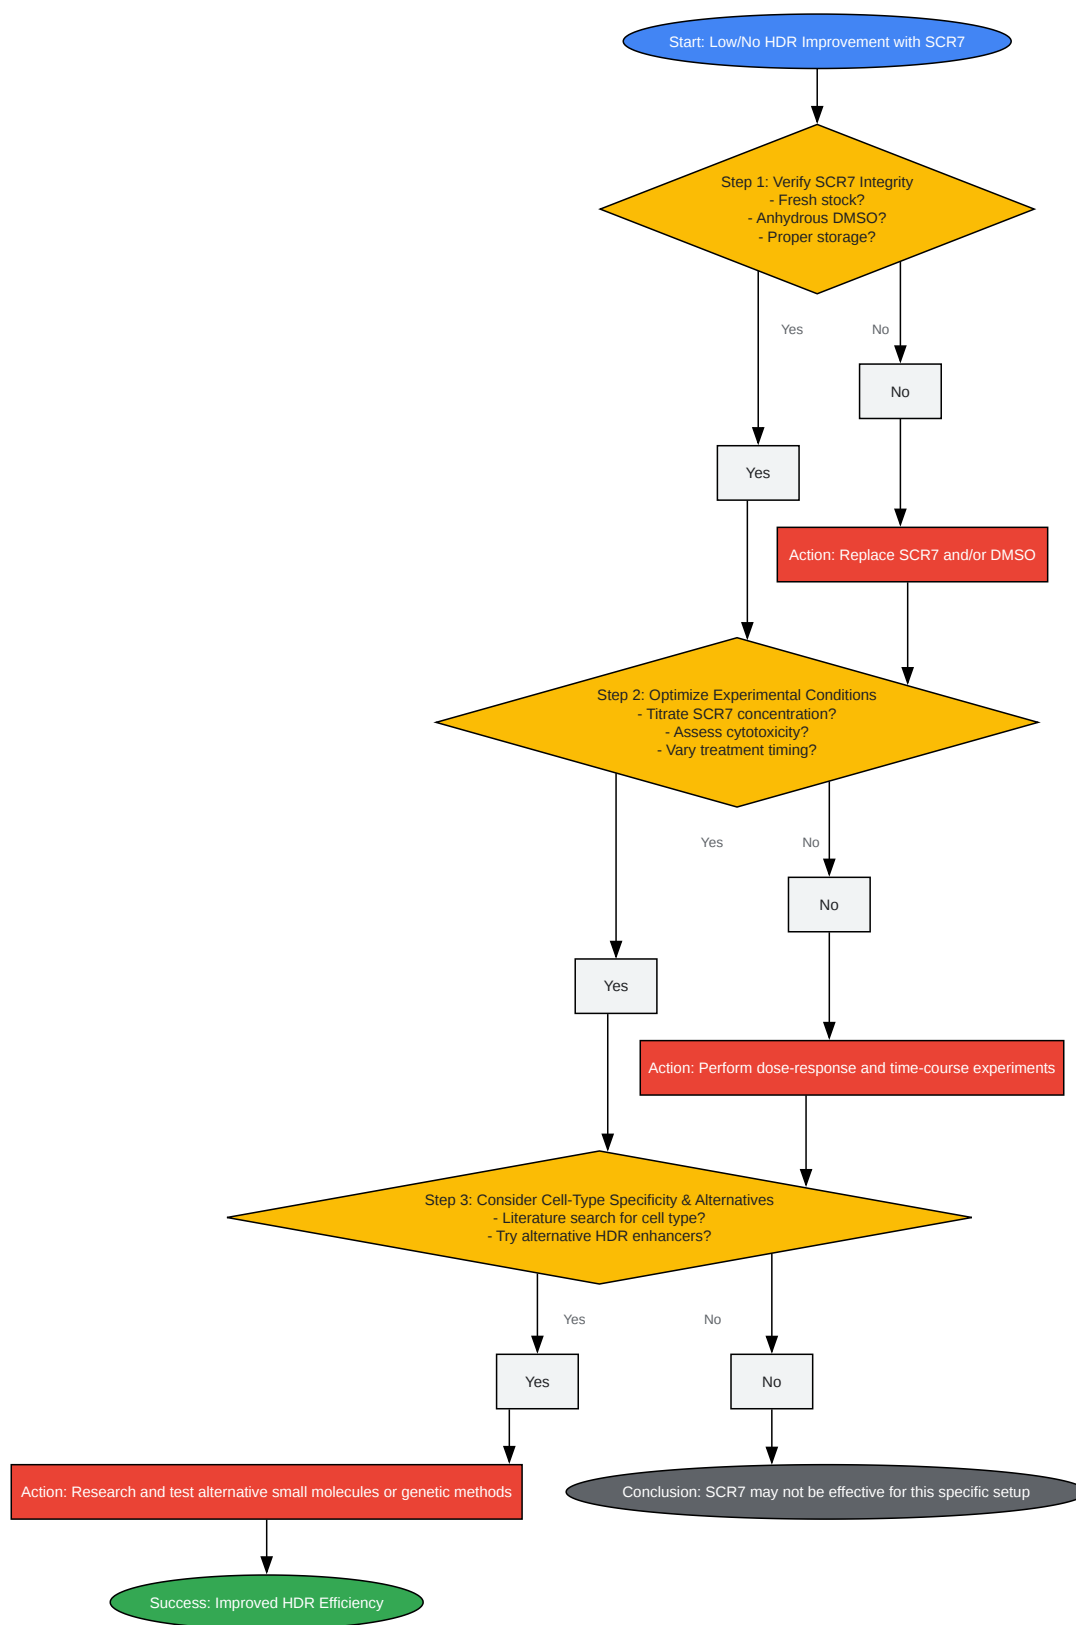 Start: Low/No HDR Improvement with SCR7
Step 1: Verify SCR7 Integrity
- Fresh stock?
- Anhydrous DMSO?
- Proper storage?
Yes
No
No
Yes
Action: Replace SCR7 and/or DMSO
Step 2: Optimize Experimental Conditions
- Titrate SCR7 concentration?
- Assess cytotoxicity?
- Vary treatment timing?
Yes
No
No
Yes
Action: Perform dose-response and time-course experiments
Step 3: Consider Cell-Type Specificity & Alternatives
- Literature search for cell type?
- Try alternative HDR enhancers?
Yes
No
Yes
No
Action: Research and test alternative small molecules or genetic methods
Conclusion: SCR7 may not be effective for this specific setup
Success: Improved HDR Efficiency